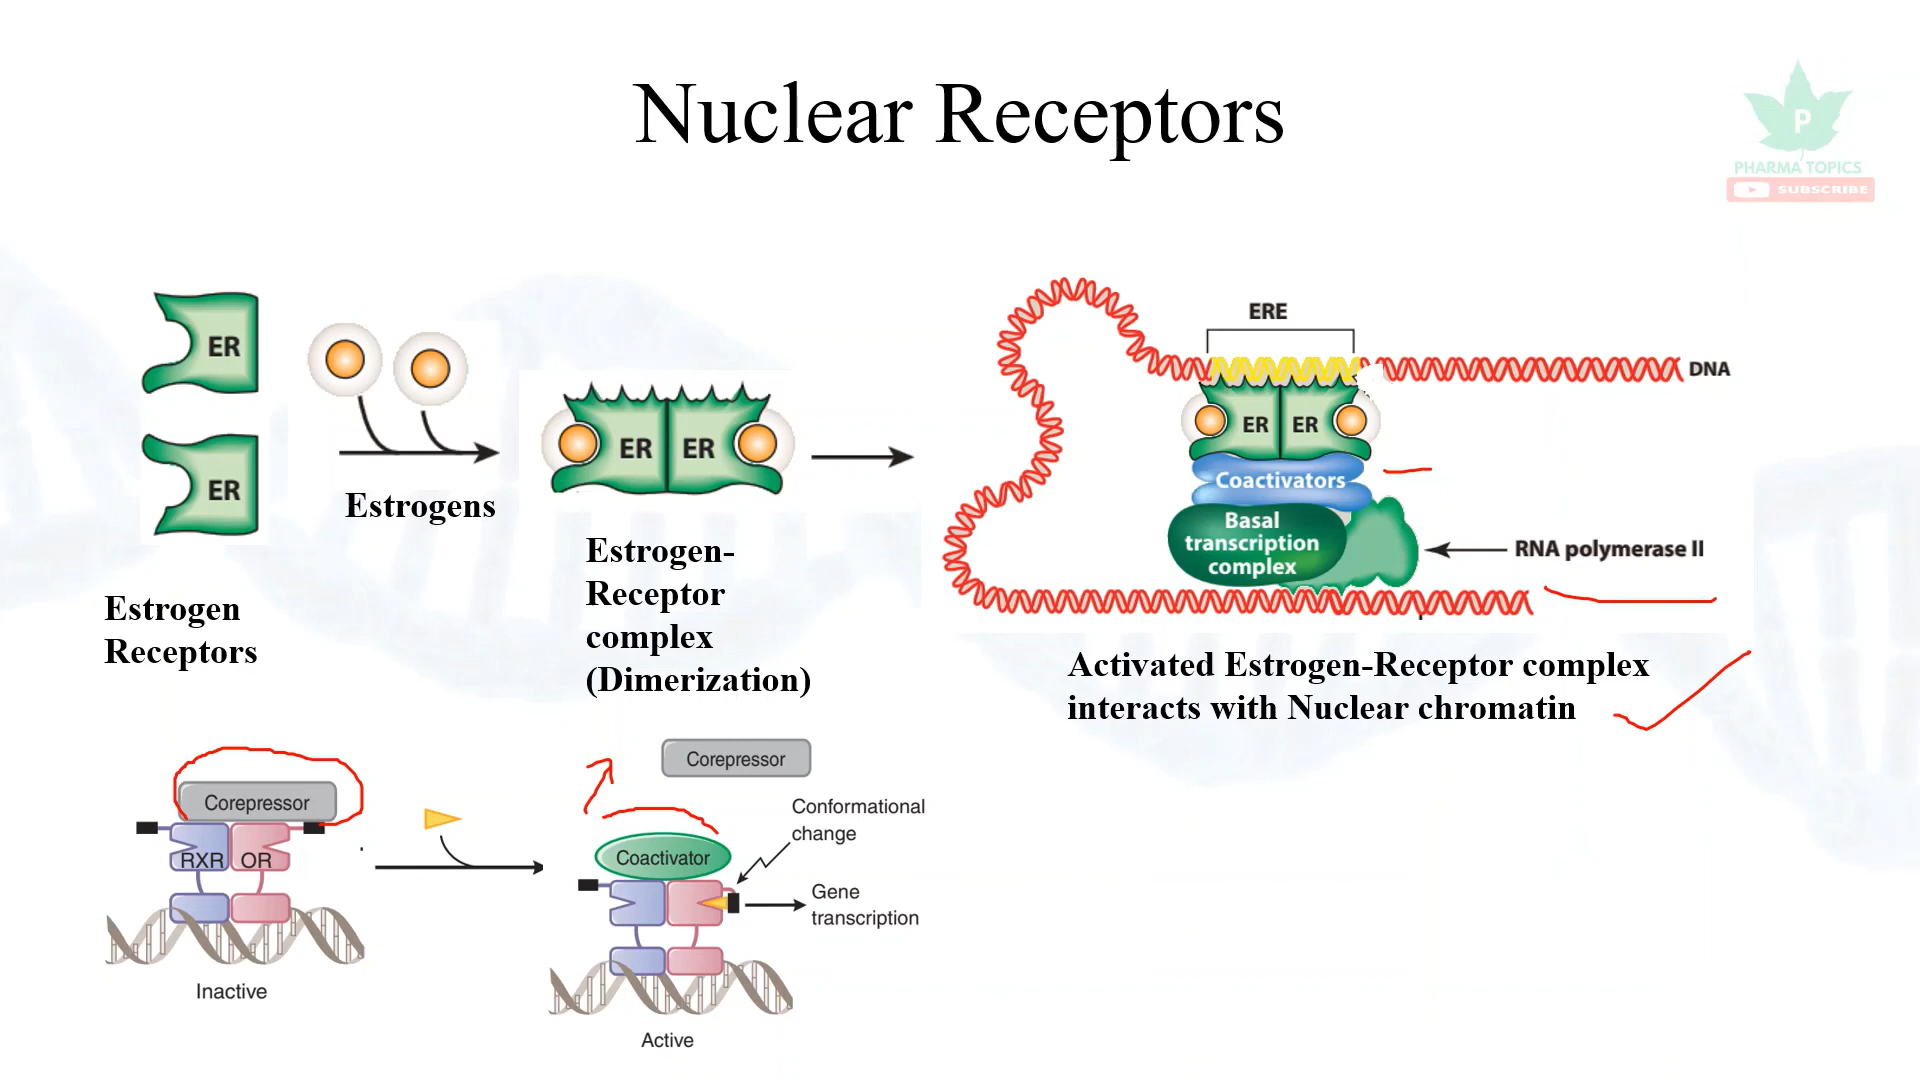 Nuclear Receptors
P
PHARMA TOPICS
SUBSCRIBE
ER
ER
Estrogen
Receptors
Estrogens
ER ER
Estrogen-
Receptor
complex
(Dimerization)
ERE
DNA
ER ER
Coactivators
Basal
transcription
complex
RNA polymerase II
Activated Estrogen-Receptor complex
interacts with Nuclear chromatin
Corepressor
RXR OR
Inactive
Corepressor
Coactivator
Conformational
change
Gene
transcription
Active